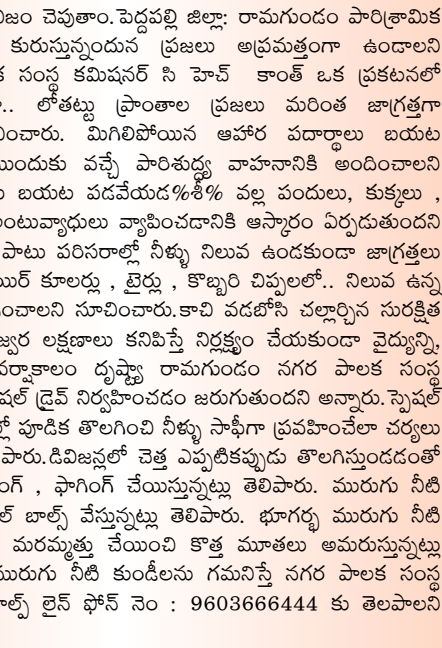 నిజం చెపుతాం.పెద్దపల్లి జిల్లా: రామగుండం పారిశ్రామిక
కురుస్తున్నందున ప్రజలు అప్రమత్తంగా ఉండాలని
క సంస్థ కమిషనర్ సి హెచ్ కాంత్ ఒక ప్రకటనలో
.. లోతట్టు ప్రాంతాల ప్రజలు మరింత జాగ్రత్తగా
వించారు. మిగిలిపోయిన ఆహార పదార్థాలు బయట
ముందుకు వచ్చే పారిశుద్ధ్య వాహనానికి అందించాలని
బయట పడవేయడ%శీ% వల్ల పందులు, కుక్కలు ,
అంటువ్యాధులు వ్యాపించడానికి ఆస్కారం ఏర్పడుతుందని
పాటు పరిసరాల్లో నీళ్ళు నిలువ ఉండకుండా జాగ్రత్తలు
యిర్ కూలర్లు , టైర్లు , కొబ్బరి చిప్పలలో.. నిలువ ఉన్న
ంచాలని సూచించారు.కాచి వడబోసి చల్లార్చిన సురక్షిత
జ్వర లక్షణాలు కనిపిస్తే నిర్లక్ష్యం చేయకుండా వైద్యున్ని,
వర్షాకాలం దృష్ట్యా రామగుండం నగర పాలక సంస్థ
షల్ డ్రైవ్ నిర్వహించడం జరుగుతుందని అన్నారు.స్పెషల్
ల్లో పూడిక తొలగించి నీళ్ళు సాఫీగా ప్రవహించేలా చర్యలు
పారు.డివిజన్లలో చెత్త ఎప్పటికప్పుడు తొలగిస్తుండడంతో
ంగ్ , ఫాగింగ్ చేయిస్తున్నట్లు తెలిపారు. మురుగు నీటి
ల్ బాల్స్ వేస్తున్నట్లు తెలిపారు. భూగర్భ మురుగు నీటి
మరమ్మత్తు చేయించి కొత్త మూతలు అమరుస్తున్నట్లు
మురుగు నీటి కుండీలను గమనిస్తే నగర పాలక సంస్థ
ల్ప్ లైన్ ఫోన్ నెం : 9603666444 కు తెలపాలని